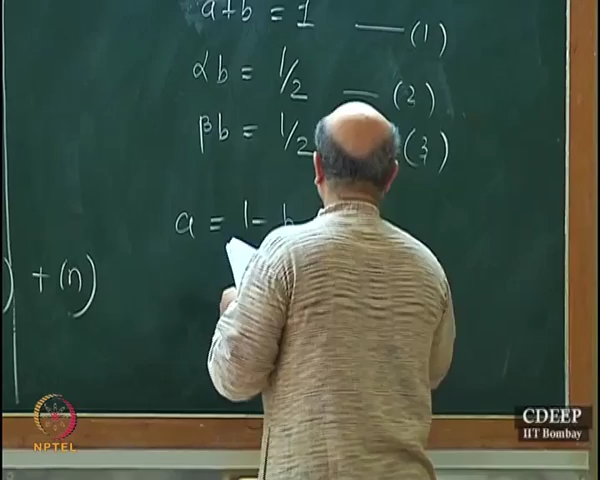 a + b = 1 —— (1)
αb = 1/2 —— (2)
βb = 1/2 (3)
a = 1 - b
) + (n)
NPTEL
CDEEP
IIT Bombay